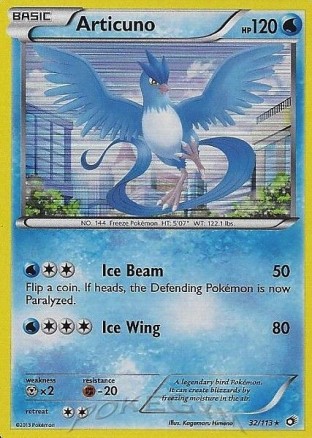 BASIC
Articuno
HP120
NO. 144 Freeze Pokémon HT: 5'07" WT: 122.1 lbs.
Ice Beam 50
Flip a coin. If heads, the Defending Pokémon is now
Paralyzed.
Ice Wing 80
weakness
×2
resistance
-20
retreat
A legendary bird Pokémon.
It can create blizzards by
freezing moisture in the air.
©2013 Pokémon
Illus. Kagemaru Himeno
32/113